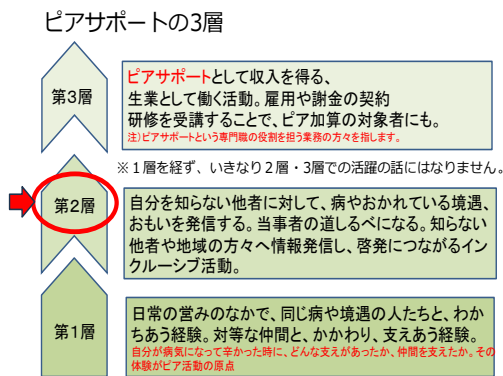 ピアサポートの3層
第3層
ピアサポートとして収入を得る、
生業として働く活動。雇用や謝金の契約
研修を受講することで、ピア加算の対象者にも。
注)ピアサポートという専門職の役割を担う業務の方々を指します。
※1層を経ず、いきなり2層・3層での活躍の話にはなりません。
第2層
自分を知らない他者に対して、病やおかれている境遇、
おもいを発信する。当事者の道しるべになる。知らない
他者や地域の方々へ情報発信し、啓発につながるイン
クルーシブ活動。
第1層
日常の営みのなかで、同じ病や境遇の人たちと、わか
ちあう経験。対等な仲間と、かかわり、支えあう経験。
自分が病気になって辛かった時に、どんな支えがあったか、仲間を支えたか。その
体験がピア活動の原点